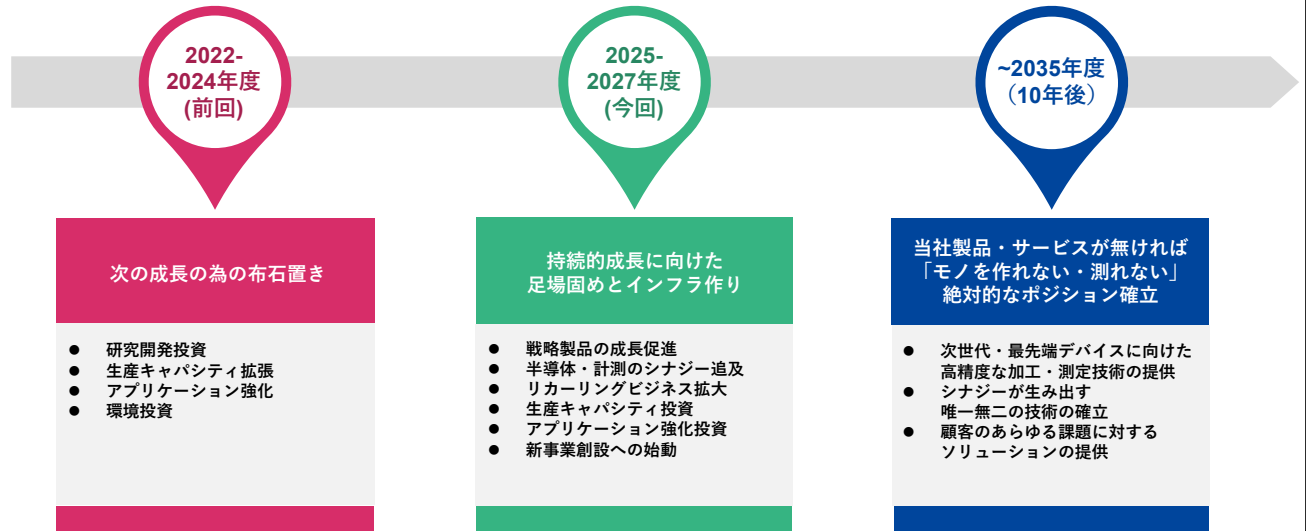 2022-
2024年度
(前回)
2025-
2027年度
(今回)
~2035年度
（10年後）
次の成長の為の布石置き
● 研究開発投資
● 生産キャパシティ拡張
● アプリケーション強化
● 環境投資
持続的成長に向けた
足場固めとインフラ作り
● 戦略製品の成長促進
● 半導体・計測のシナジー追及
● リカーリングビジネス拡大
● 生産キャパシティ投資
● アプリケーション強化投資
● 新事業創設への始動
当社製品・サービスが無ければ
「モノを作れない・測れない」
絶対的なポジション確立
● 次世代・最先端デバイスに向けた
高精度な加工・測定技術の提供
● シナジーが生み出す
唯一無二の技術の確立
● 顧客のあらゆる課題に対する
ソリューションの提供